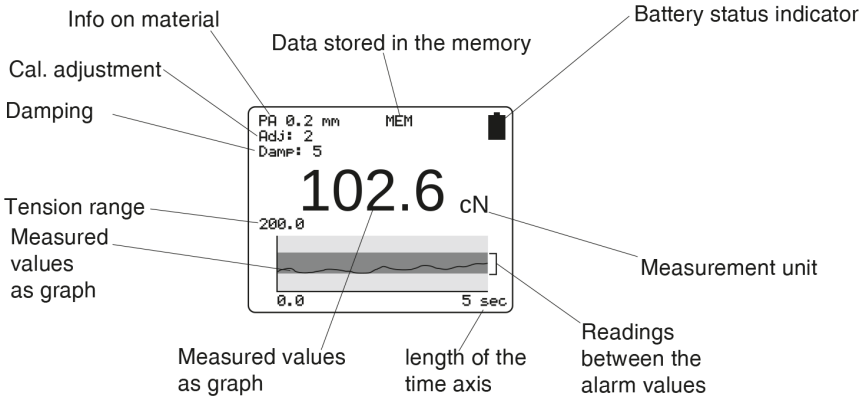 Info on material
Battery status indicator
Data stored in the memory
Cal. adjustment
Damping
PA 0.2 mm MEM
Adj: 2
Damp: 5
102.6 cN
Tension range
200.0
Measured
values
as graph
Measurement unit
0.0 5 sec
Readings
between the
alarm values
Measured values
as graph
length of the
time axis